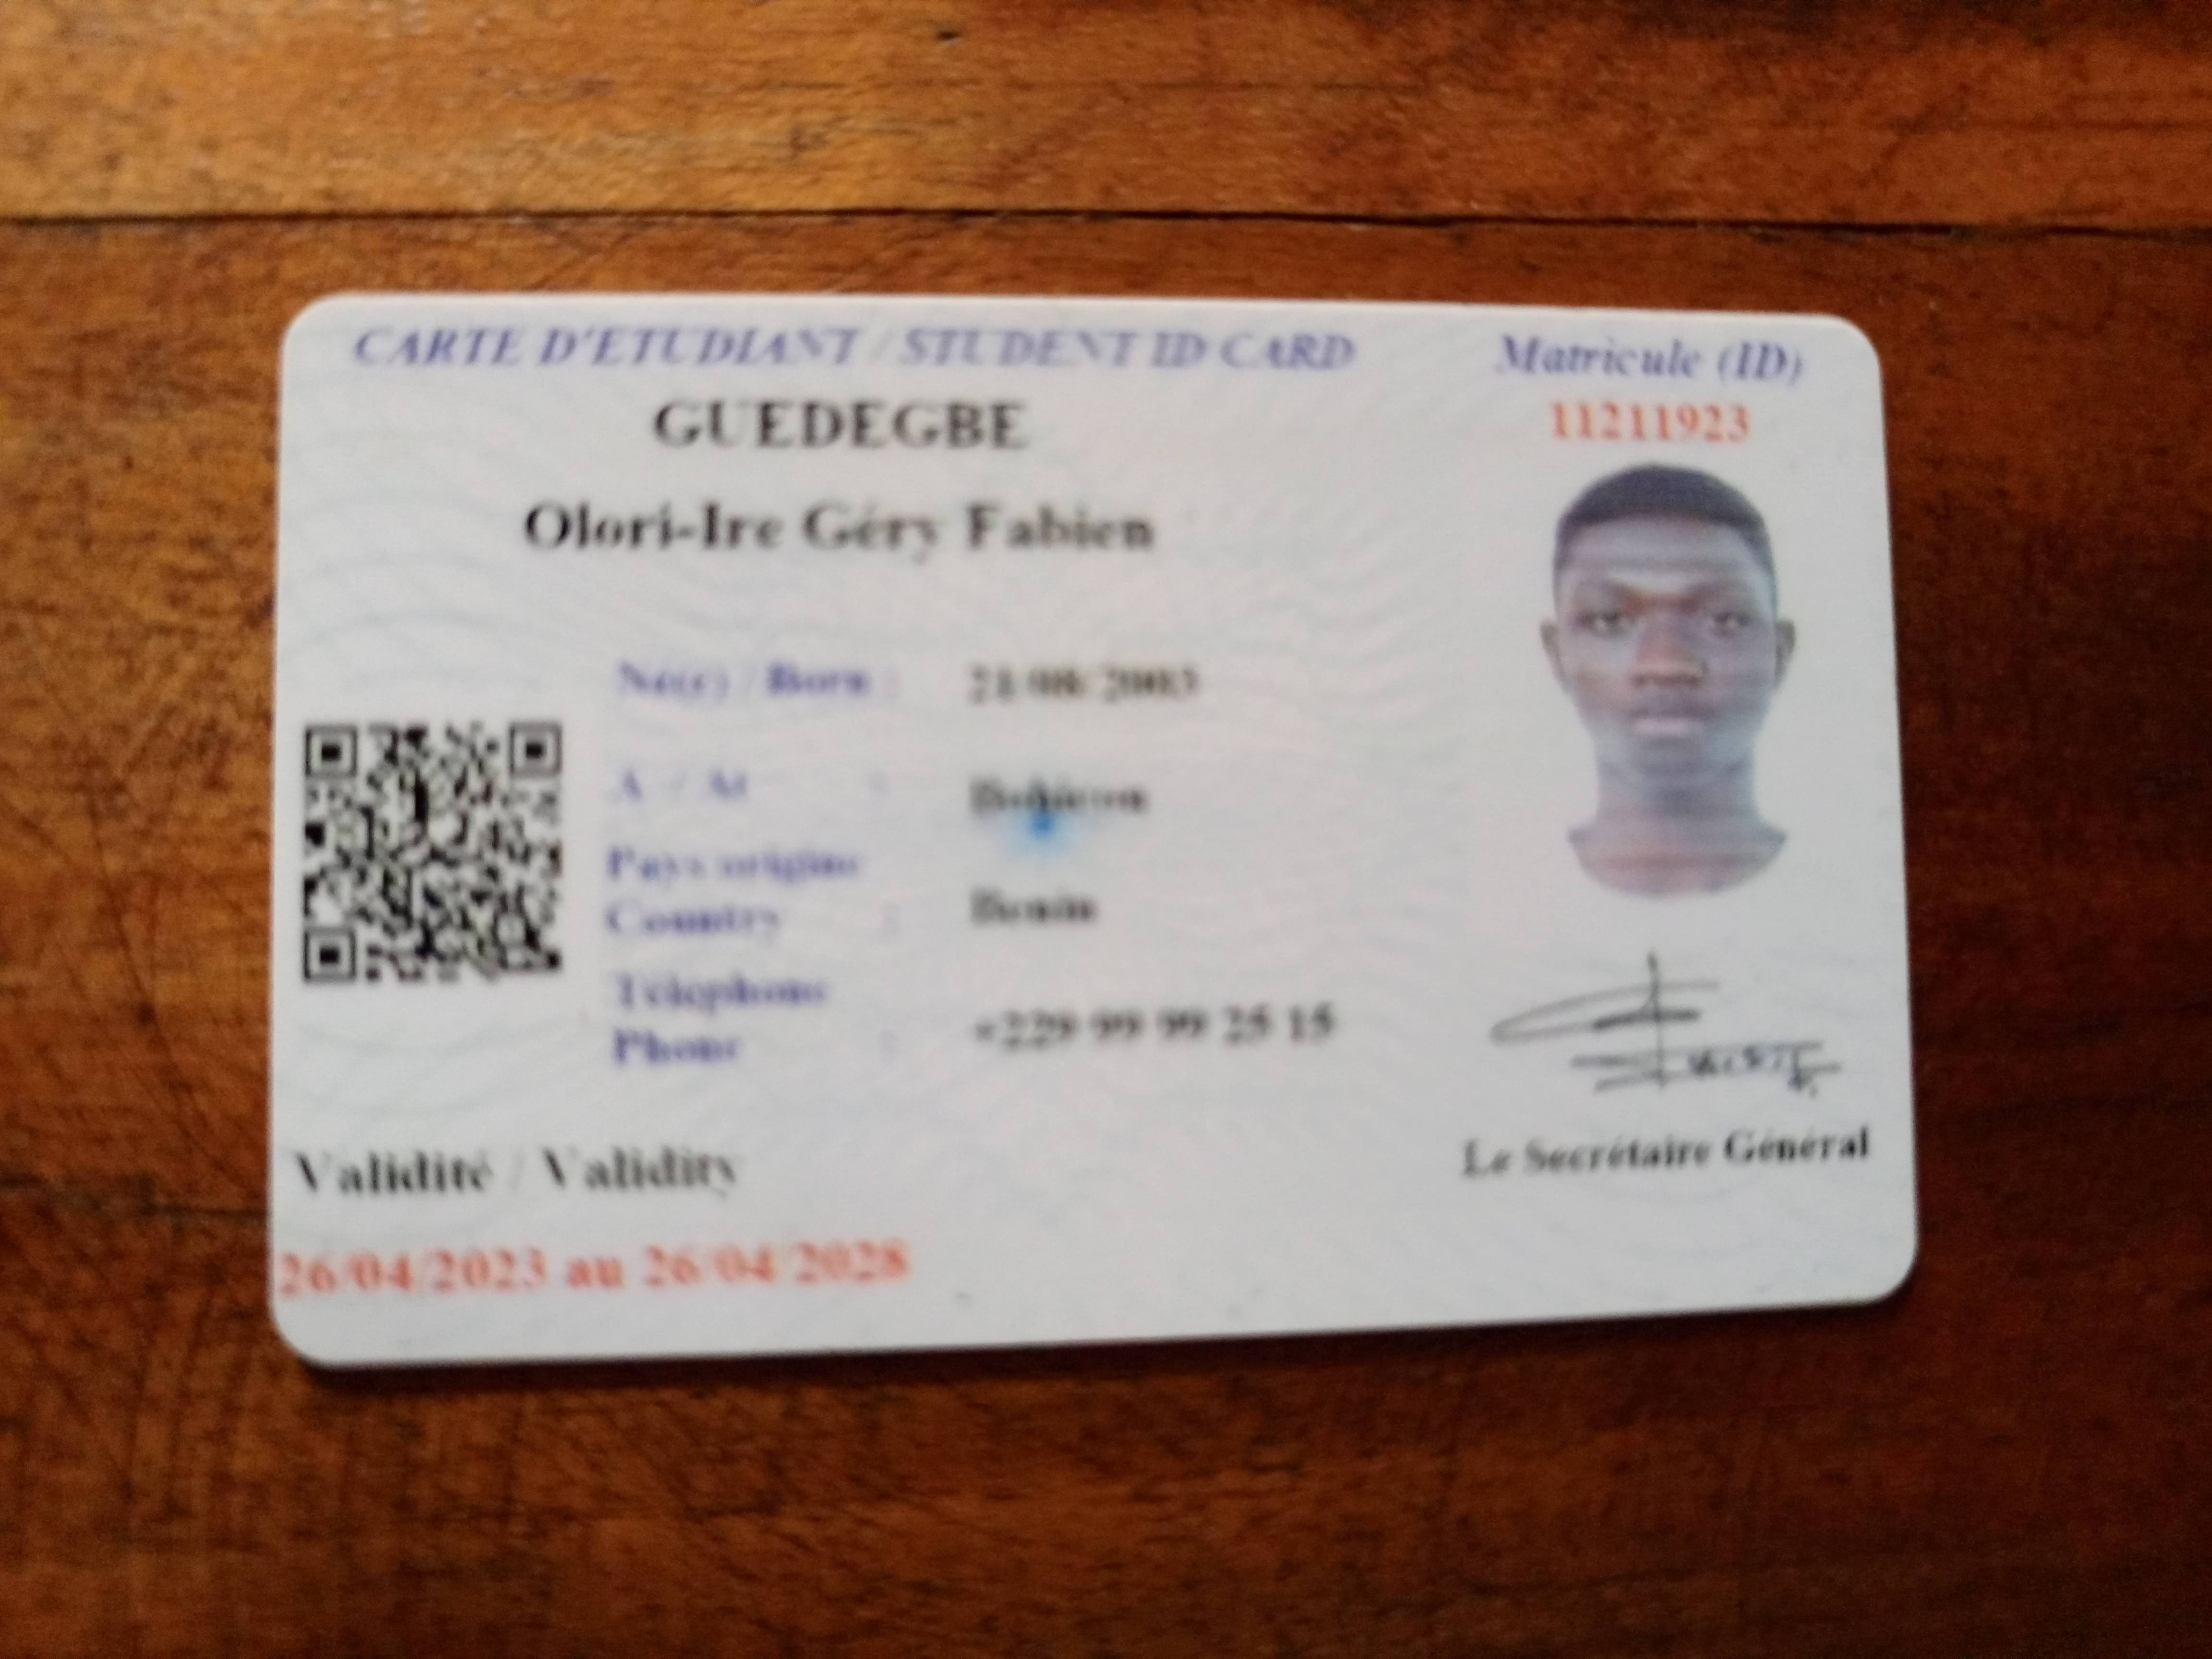 CARTE D'ETUDIANT / STUDENT ID CARD
Matricule (ID)
11211923
GUEDEGBE
Olori-Ire Géry Fabien
Né(e) / Born : 21/08/2003
A / At : Bohicon
Pays origine
Country : Benin
Télephone
Phone : +229 99 99 25 15
Le Secrétaire Général
Validité / Validity
26/04/2023 au 26/04/2028